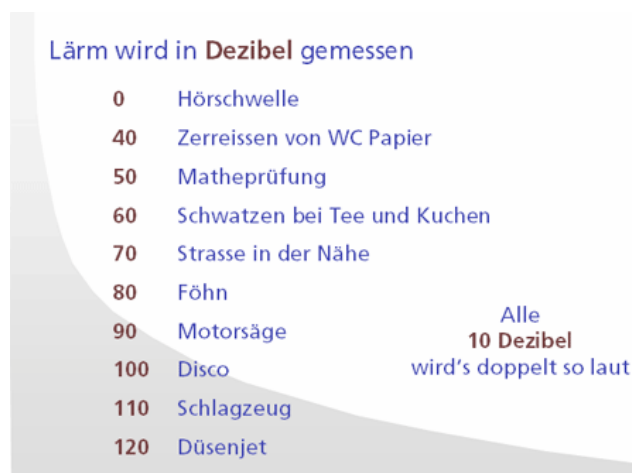 Lärm wird in Dezibel gemessen
0 Hörschwelle
40 Zerreissen von WC Papier
50 Matheprüfung
60 Schwatzen bei Tee und Kuchen
70 Strasse in der Nähe
80 Föhn
90 Motorsäge
100 Disco
110 Schlagzeug
120 Düsenjet
Alle
10 Dezibel
wird's doppelt so laut